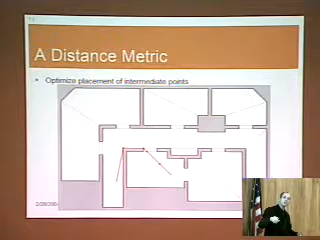 A Distance Metric
• Optimize placement of intermediate points